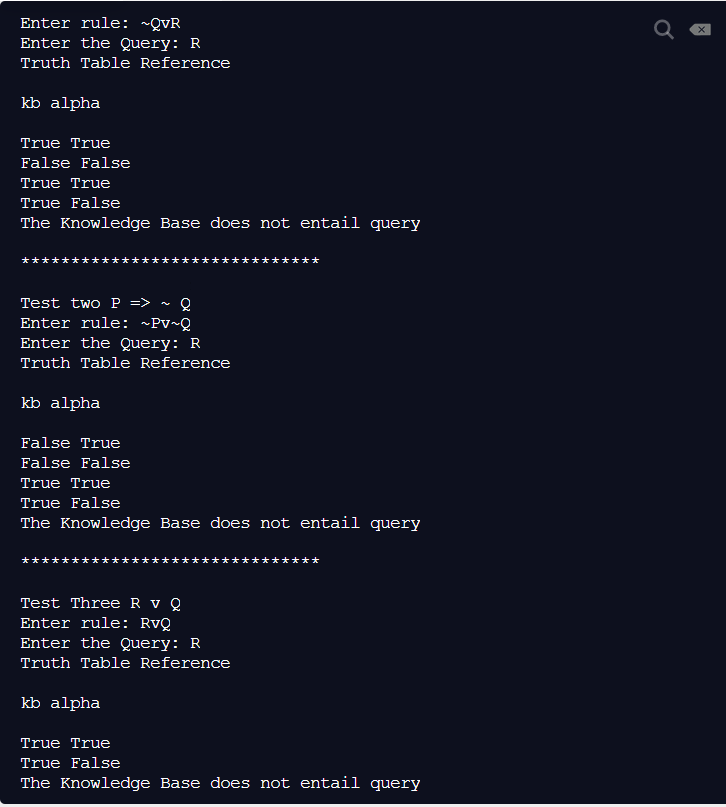 Enter rule: ~QvR
Enter the Query: R
Truth Table Reference
kb alpha
True True
False False
True True
True False
The Knowledge Base does not entail query
******************************
Test two P => ~ Q
Enter rule: ~Pv~Q
Enter the Query: R
Truth Table Reference
kb alpha
False True
False False
True True
True False
The Knowledge Base does not entail query
******************************
Test Three R v Q
Enter rule: RvQ
Enter the Query: R
Truth Table Reference
kb alpha
True True
True False
The Knowledge Base does not entail query